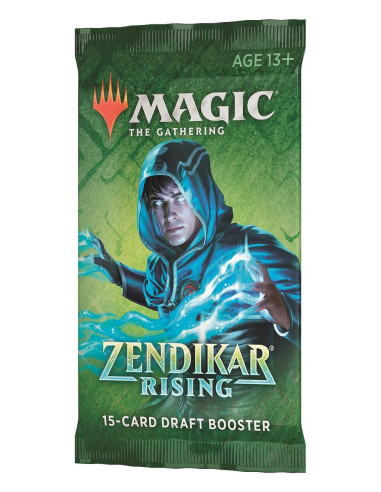 AGE 13+
MAGIC
THE GATHERING
ZENDIKAR®
RISING
15-CARD DRAFT BOOSTER